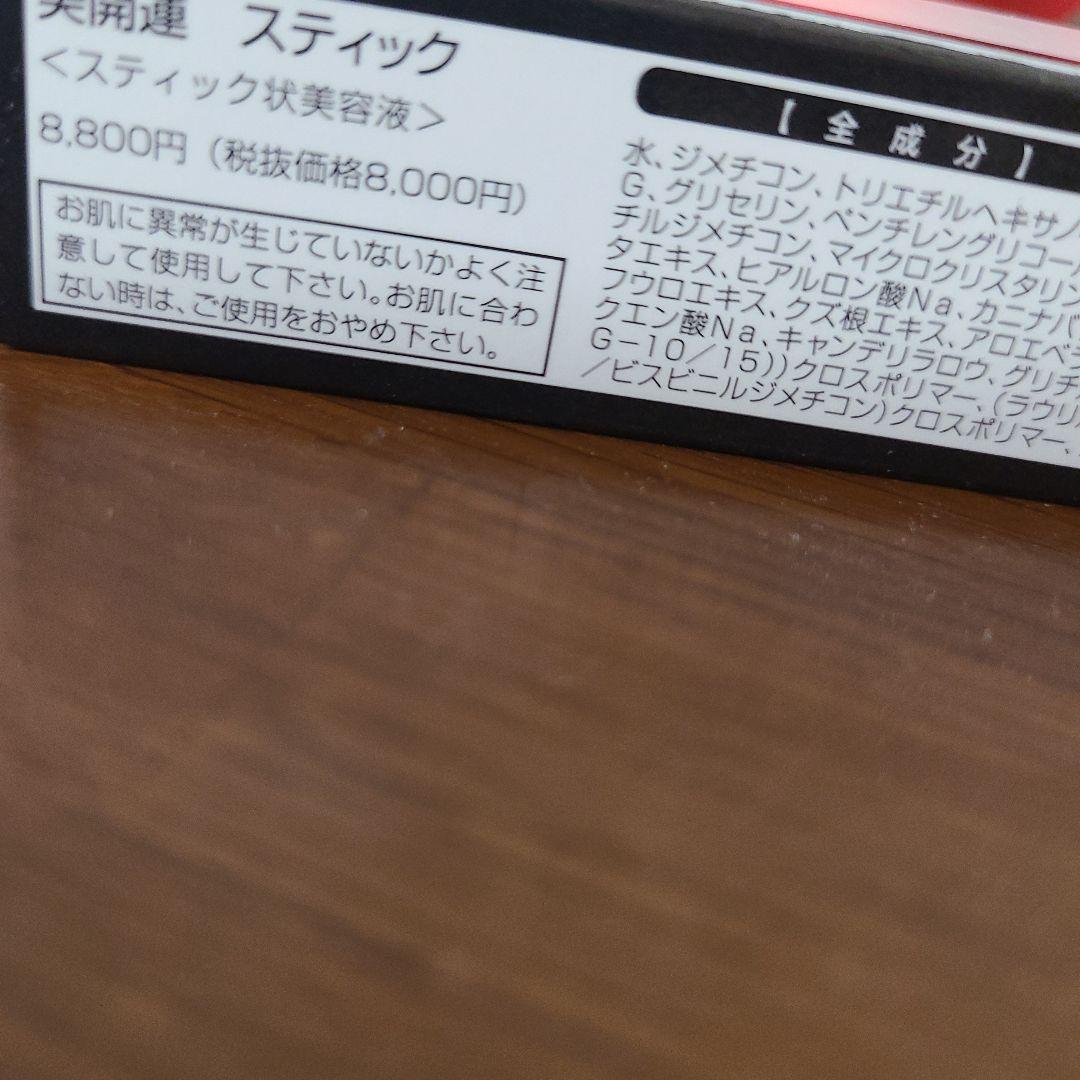 美開運 スティック
<スティック状美容液>
8,800円(税抜価格8,000円)
お肌に異常が生じていないかよく注
意して使用して下さい。お肌に合わ
ない時は、ご使用をおやめ下さい。
【全成分】
水、ジメチコン、トリエチルヘキサノ
G、グリセリン、ペンチレングリコール
チルジメチコン、マイクロクリスタリン
タエキス、ヒアルロン酸Na、カニナバ
フウロエキス、クズ根エキス、アロエベ
クエン酸Na、キャンデリラロウ、グリチ
G-10/15))クロスポリマー、(ラウリ
/ビスビニルジメチコン)クロスポリマー、